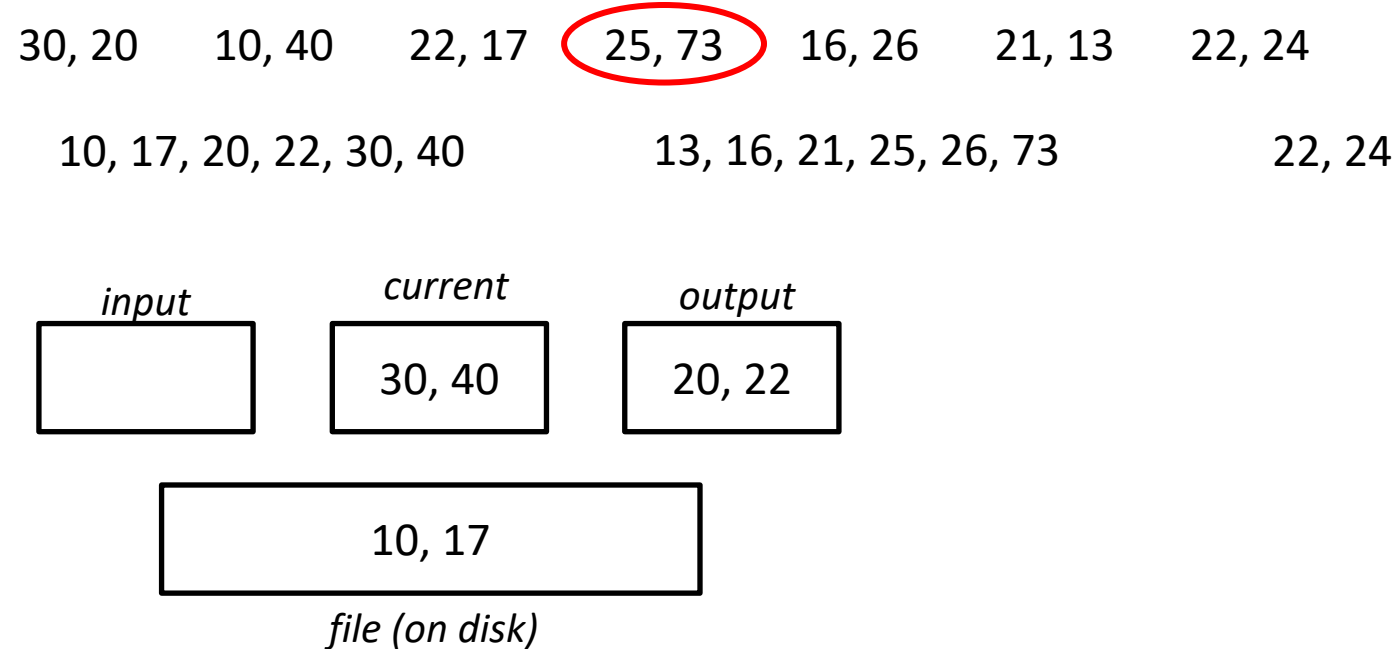 30, 20 10, 40 22, 17 25, 73 16, 26 21, 13 22, 24
10, 17, 20, 22, 30, 40 13, 16, 21, 25, 26, 73 22, 24
input current output
30, 40 20, 22
10, 17
file (on disk)